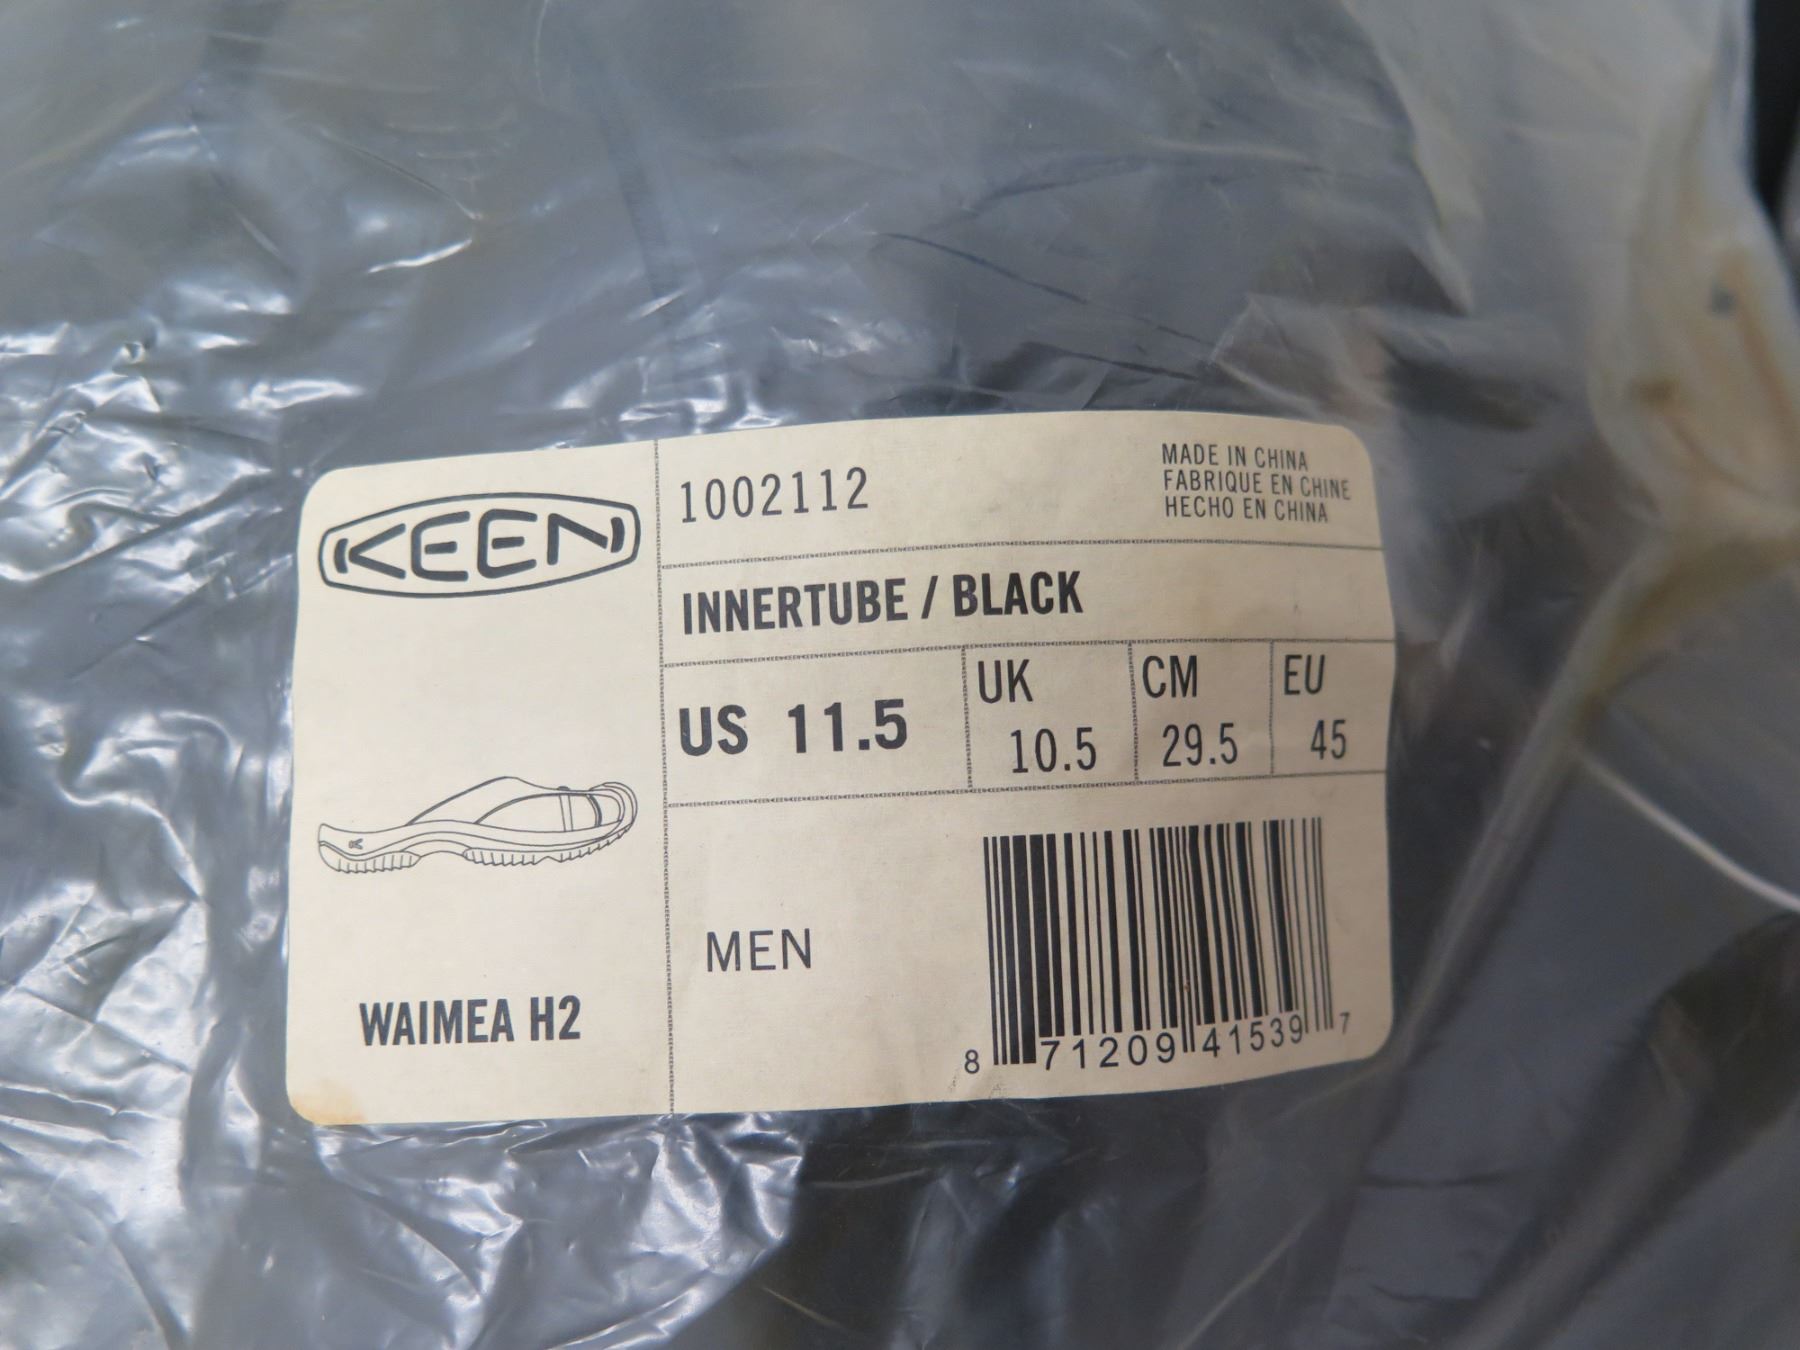 KEEN
1002112
MADE IN CHINA
FABRIQUE EN CHINE
HECHO EN CHINA
INNERTUBE / BLACK
US 11.5
UK
10.5
CM
29.5
EU
45
MEN
WAIMEA H2
8 71209 41539 7